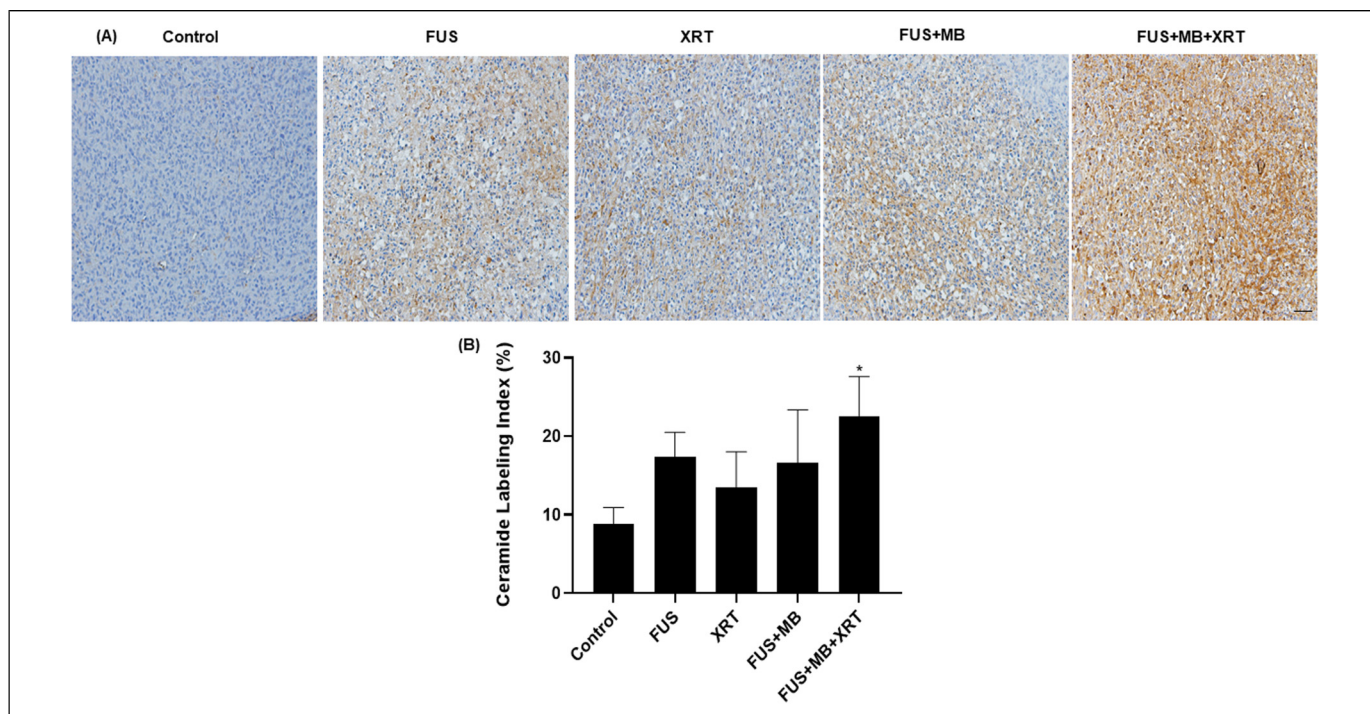 (A) Control FUS XRT FUS+MB FUS+MB+XRT
(B)
Ceramide Labeling Index (%)
30
20
10
0
*
Control FUS XRT FUS+MB FUS+MB+XRT